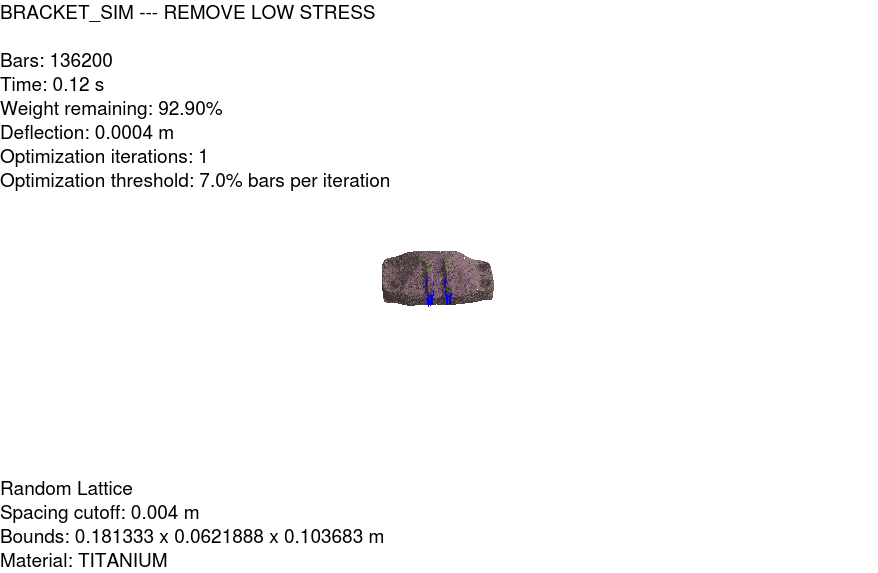 BRACKET_SIM --- REMOVE LOW STRESS
Bars: 136200
Time: 0.12 s
Weight remaining: 92.90%
Deflection: 0.0004 m
Optimization iterations: 1
Optimization threshold: 7.0% bars per iteration
Random Lattice
Spacing cutoff: 0.004 m
Bounds: 0.181333 x 0.0621888 x 0.103683 m
Material: TITANIUM